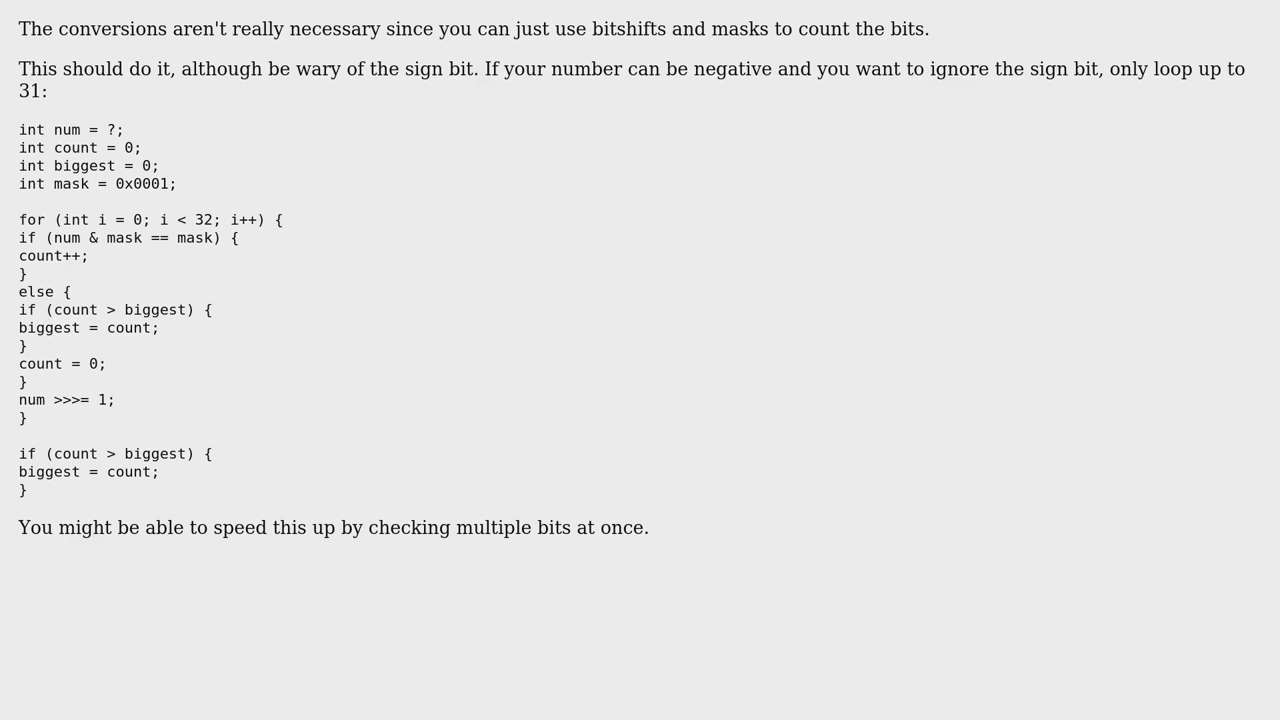 The conversions aren't really necessary since you can just use bitshifts and masks to count the bits.
This should do it, although be wary of the sign bit. If your number can be negative and you want to ignore the sign bit, only loop up to
31:
int num = ?;
int count = 0;
int biggest = 0;
int mask = 0x0001;
for (int i = 0; i < 32; i++) {
if (num & mask == mask) {
count++;
}
else {
if (count > biggest) {
biggest = count;
}
count = 0;
}
num >>>= 1;
}
if (count > biggest) {
biggest = count;
}
You might be able to speed this up by checking multiple bits at once.